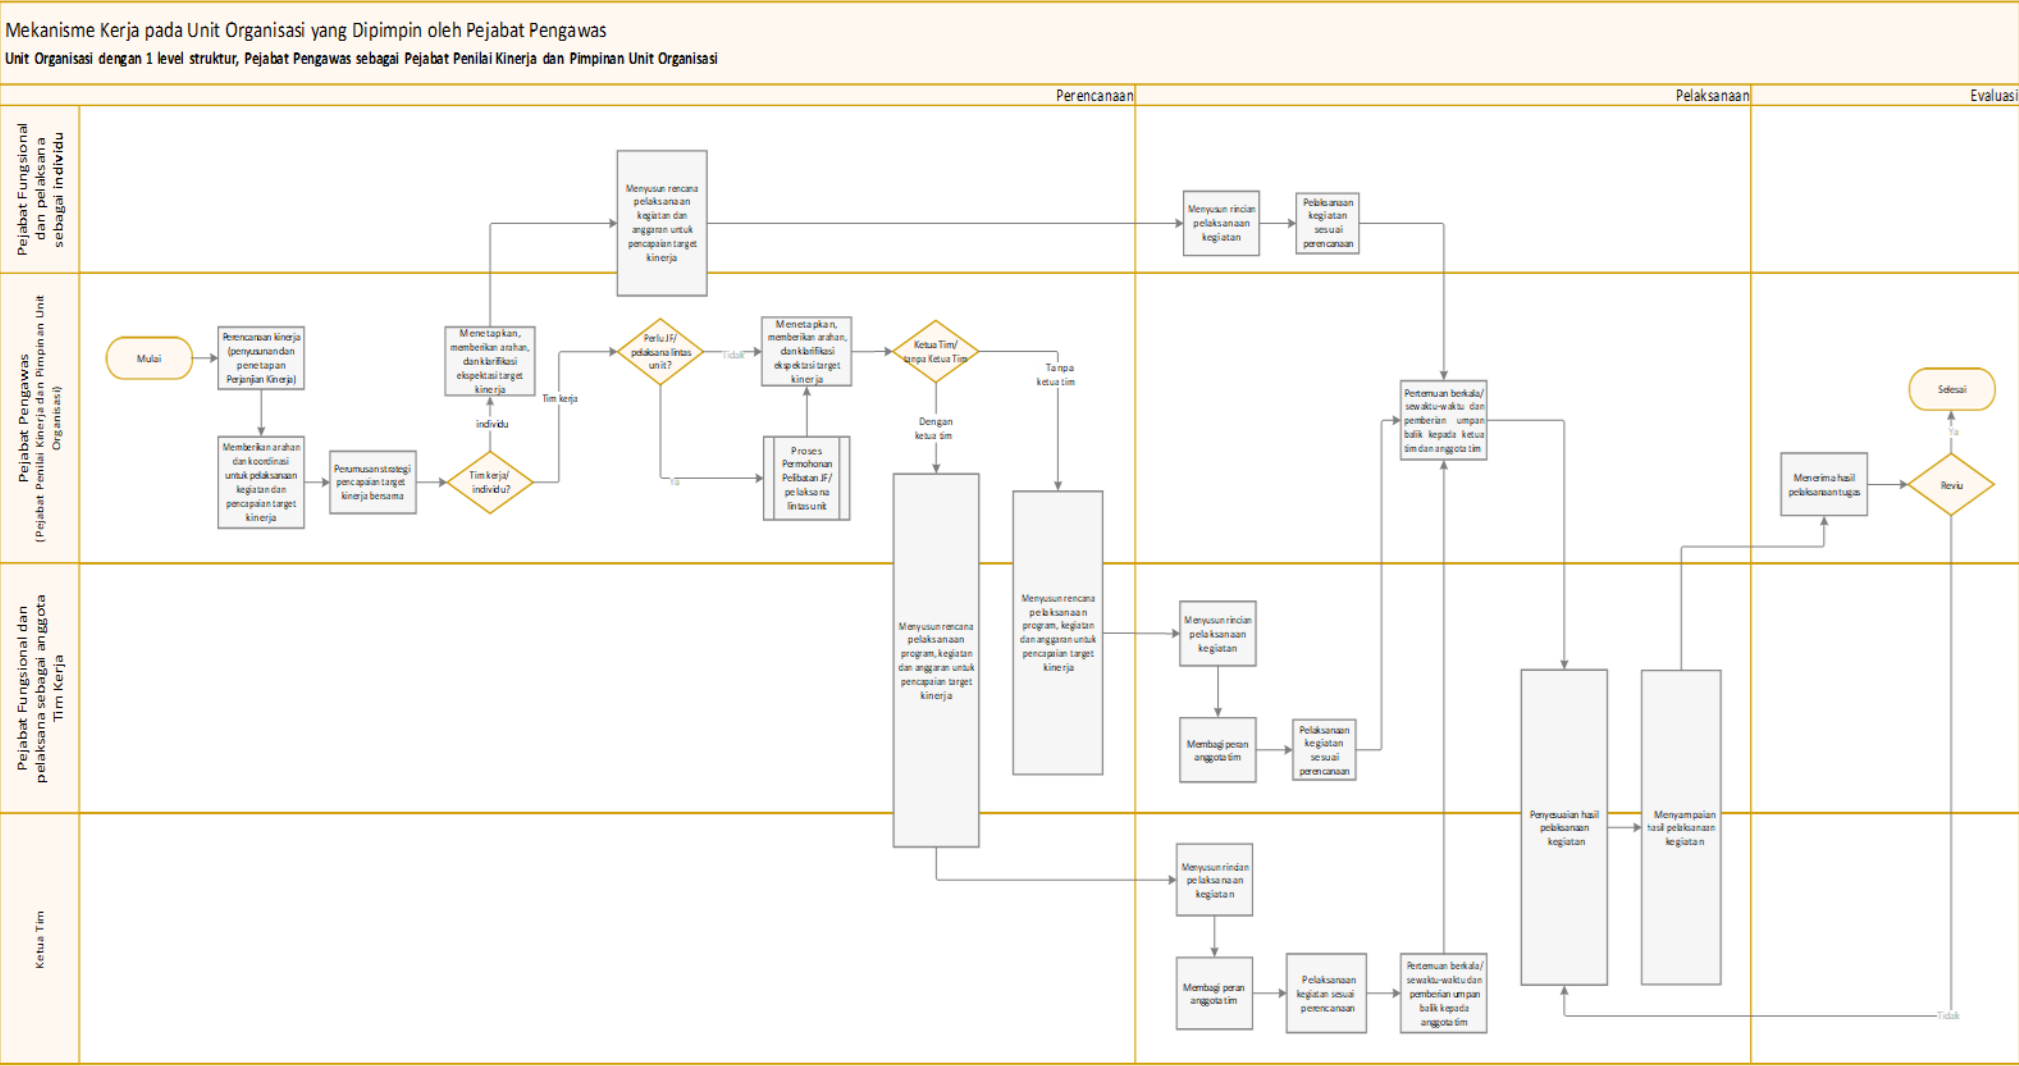 Mekanisme Kerja pada Unit Organisasi yang Dipimpin oleh Pejabat Pengawas
Unit Organisasi dengan 1 level struktur, Pejabat Pengawas sebagai Pejabat Penilai Kinerja dan Pimpinan Unit Organisasi
Perencanaan
Pelaksanaan
Evaluasi
Pejabat Fungsional
dan pelaksana
sebagai individu
Menyusun rencana
pelaksanaan
kegiatan dan
anggaran untuk
pencapaian target
kinerja
Menyusun rincian
pelaksanaan
kegiatan
Pelaksanaan
kegiatan
sesuai
perencanaan
Pejabat Pengawas
(Pejabat Penilai Kinerja dan Pimpinan Unit
Organisasi)
Mulai
Perencanaan kinerja
(penyusunan dan
penetapan
Perjanjian Kinerja)
Memberikan arahan
dan koordinasi
untuk pelaksanaan
kegiatan dan
pencapaian target
kinerja
Perumusan strategi
pencapaian target
kinerja bersama
Tim kerja/
individu?
individu
Menetapkan,
memberikan arahan,
dan klarifikasi
ekspektasi target
kinerja
Tim kerja
Perlu JF/
pelaksana lintas
unit?
Tidak
Ya
Proses
Permohonan
Pelibatan JF/
pelaksana
lintas unit
Menetapkan,
memberikan arahan,
dan klarifikasi
ekspektasi target
kinerja
Ketua Tim/
tanpa Ketua Tim
Dengan
ketua tim
Tanpa
ketua tim
Pertemuan berkala/
sewaktu-waktu dan
pemberian umpan
balik kepada ketua
tim dan anggota tim
Menerima hasil
pelaksanaan tugas
Reviu
Ya
Selesai
Pejabat Fungsional dan
pelaksana sebagai anggota
Tim Kerja
Menyusun rencana
pelaksanaan
program, kegiatan
dan anggaran untuk
pencapaian target
kinerja
Menyusun rencana
pelaksanaan
program, kegiatan
dan anggaran untuk
pencapaian target
kinerja
Menyusun rincian
pelaksanaan
kegiatan
Membagi peran
anggota tim
Pelaksanaan
kegiatan
sesuai
perencanaan
Penyesuaian hasil
pelaksanaan
kegiatan
Menyampaian
hasil pelaksanaan
kegiatan
Ketua Tim
Menyusun rincian
pelaksanaan
kegiatan
Membagi peran
anggota tim
Pelaksanaan
kegiatan sesuai
perencanaan
Pertemuan berkala/
sewaktu-waktu dan
pemberian umpan
balik kepada
anggota tim
Tidak